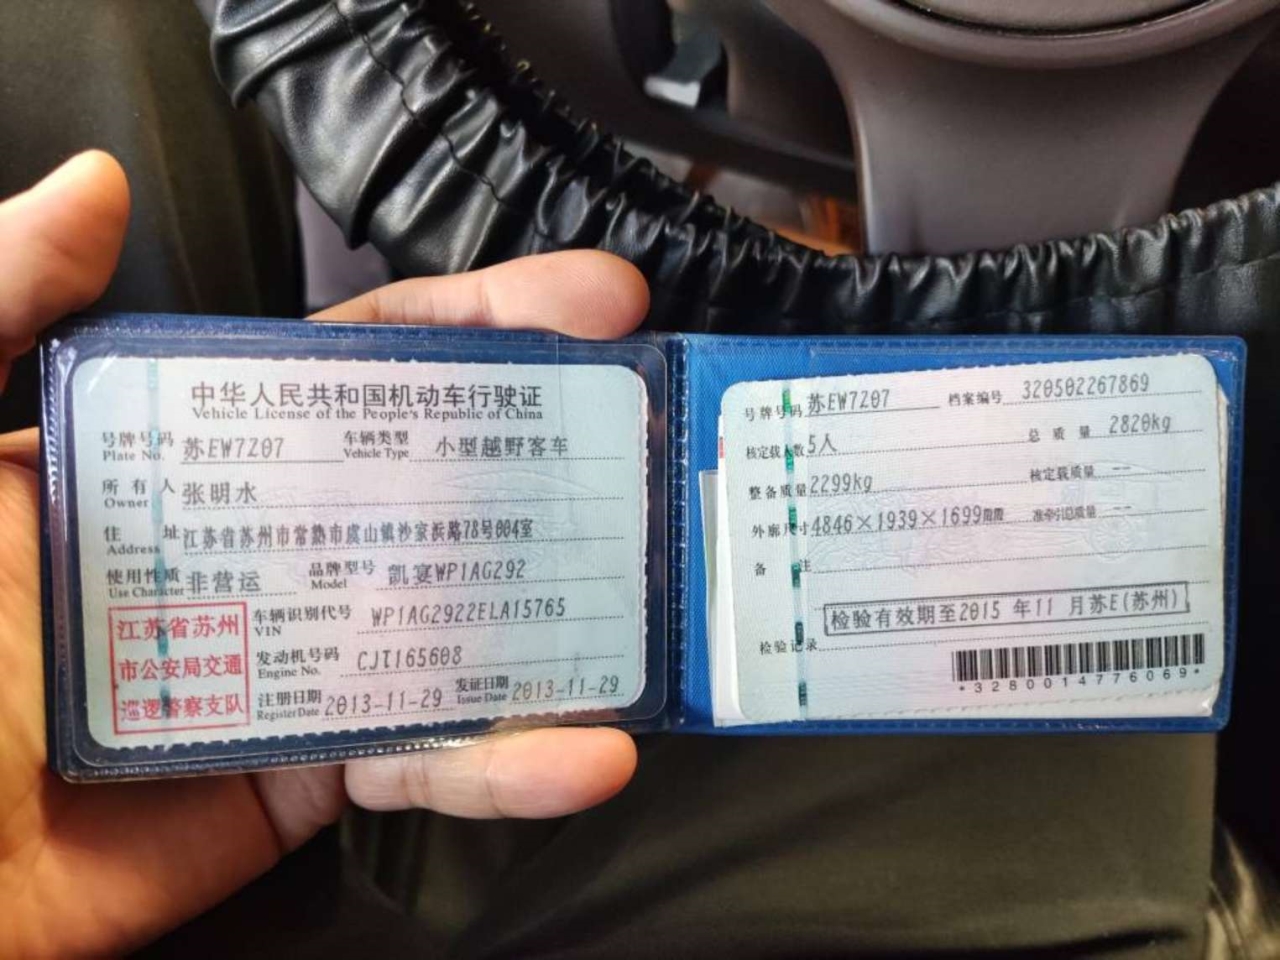 中华人民共和国机动车行驶证
Vehicle License of the People's Republic of China
号牌号码 苏EW7207 车辆类型 小型越野客车
Plate No. Vehicle Type
所有人 张明水
Owner
住址 江苏省苏州市常熟市虞山镇沙家浜路78号004室
Address
使用性质 非营运 品牌型号 凯宴WP1AG292
Use Character Model
江苏省苏州
市公安局交通
巡逻警察支队
车辆识别代号 WP1AG2922ELA15765
VIN
发动机号码 CJT165608
Engine No.
注册日期 2013-11-29 发证日期 2013-11-29
Register Date Issue Date
号牌号码 苏EW7207 档案编号 320502267869
核定载人数 5人 总质量 2820kg
整备质量 2299kg 核定载质量 --
外廓尺寸 4846×1939×1699 准牵引总质量 --
备注
检验有效期至2015年11月苏E(苏州)
检验记录
*3280014776069*